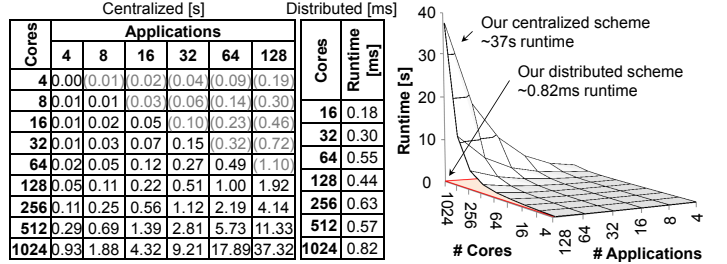 Centralized [s]
Cores Applications
4 8 16 32 64 128
4 0.00 (0.01) (0.02) (0.04) (0.09) (0.19)
8 0.01 0.01 (0.03) (0.06) (0.14) (0.30)
16 0.01 0.02 0.05 (0.10) (0.23) (0.46)
32 0.01 0.03 0.07 0.15 (0.32) (0.72)
64 0.02 0.05 0.12 0.27 0.49 (1.10)
128 0.05 0.11 0.22 0.51 1.00 1.92
256 0.11 0.25 0.56 1.12 2.19 4.14
512 0.29 0.69 1.39 2.81 5.73 11.33
1024 0.93 1.88 4.32 9.21 17.89 37.32
Distributed [ms]
Cores Runtime [ms]
16 0.18
32 0.30
64 0.55
128 0.44
256 0.63
512 0.57
1024 0.82
Runtime [s]
40
30
20
10
0
Our centralized scheme
~37s runtime
Our distributed scheme
~0.82ms runtime
1024 256 64 16 4
# Cores
128 64 32 16 8 4
# Applications